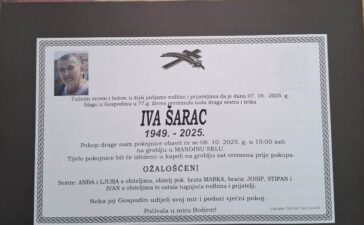 Tužnim srcem i bolom u duši javljamo rodbini i prijateljima da je dana 07. 10. 2025. g.
blago u Gospodinu u 77.g. života preminula naša draga sestra i tetka
IVA ŠARAC
1949. - 2025.
Pokop drage nam pokojnice obavit će se 08. 10. 2025. g. u 15:00 sati
na groblju u MANDINU SELU.
Tijelo pokojnice bit će izloženo u kapeli na groblju sat vremena prije pokopa.
OŽALOŠĆENI
Sestre: ANĐA i LJUBA s obiteljima, obitelj pok. brata MARKA, braća: JOSIP, STIPAN i
IVAN s obiteljima te ostala tugujuća rodbina i prijatelji.
Neka joj Gospodin udijeli svoj mir i podari vječni pokoj.
Počivala u miru Božjem!